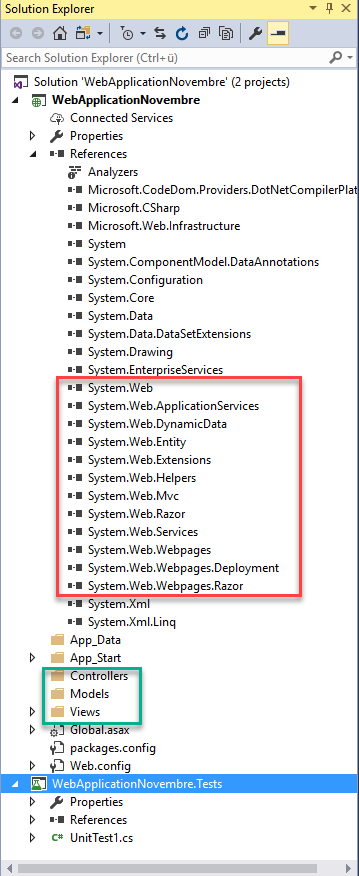 Solution Explorer
Search Solution Explorer (Ctrl+ü)
Solution 'WebApplicationNovembre' (2 projects)
WebApplicationNovembre
Connected Services
Properties
References
Analyzers
Microsoft.CodeDom.Providers.DotNetCompilerPlat
Microsoft.CSharp
Microsoft.Web.Infrastructure
System
System.ComponentModel.DataAnnotations
System.Configuration
System.Core
System.Data
System.Data.DataSetExtensions
System.Drawing
System.EnterpriseServices
System.Web
System.Web.ApplicationServices
System.Web.DynamicData
System.Web.Entity
System.Web.Extensions
System.Web.Helpers
System.Web.Mvc
System.Web.Razor
System.Web.Services
System.Web.Webpages
System.Web.Webpages.Deployment
System.Web.Webpages.Razor
System.Xml
System.Xml.Linq
App_Data
App_Start
Controllers
Models
Views
Global.asax
packages.config
Web.config
WebApplicationNovembre.Tests
Properties
References
C# UnitTest1.cs